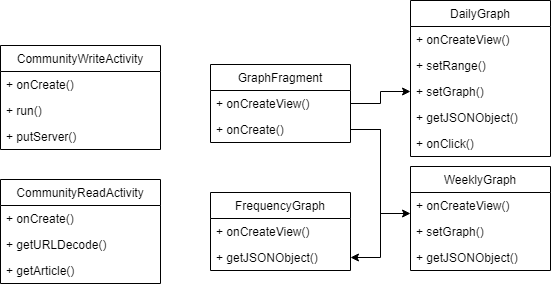 CommunityWriteActivity
+ onCreate()
+ run()
+ putServer()
CommunityReadActivity
+ onCreate()
+ getURLDecode()
+ getArticle()
GraphFragment
+ onCreateView()
+ onCreate()
FrequencyGraph
+ onCreateView()
+ getJSONObject()
DailyGraph
+ onCreateView()
+ setRange()
+ setGraph()
+ getJSONObject()
+ onClick()
WeeklyGraph
+ onCreateView()
+ setGraph()
+ getJSONObject()